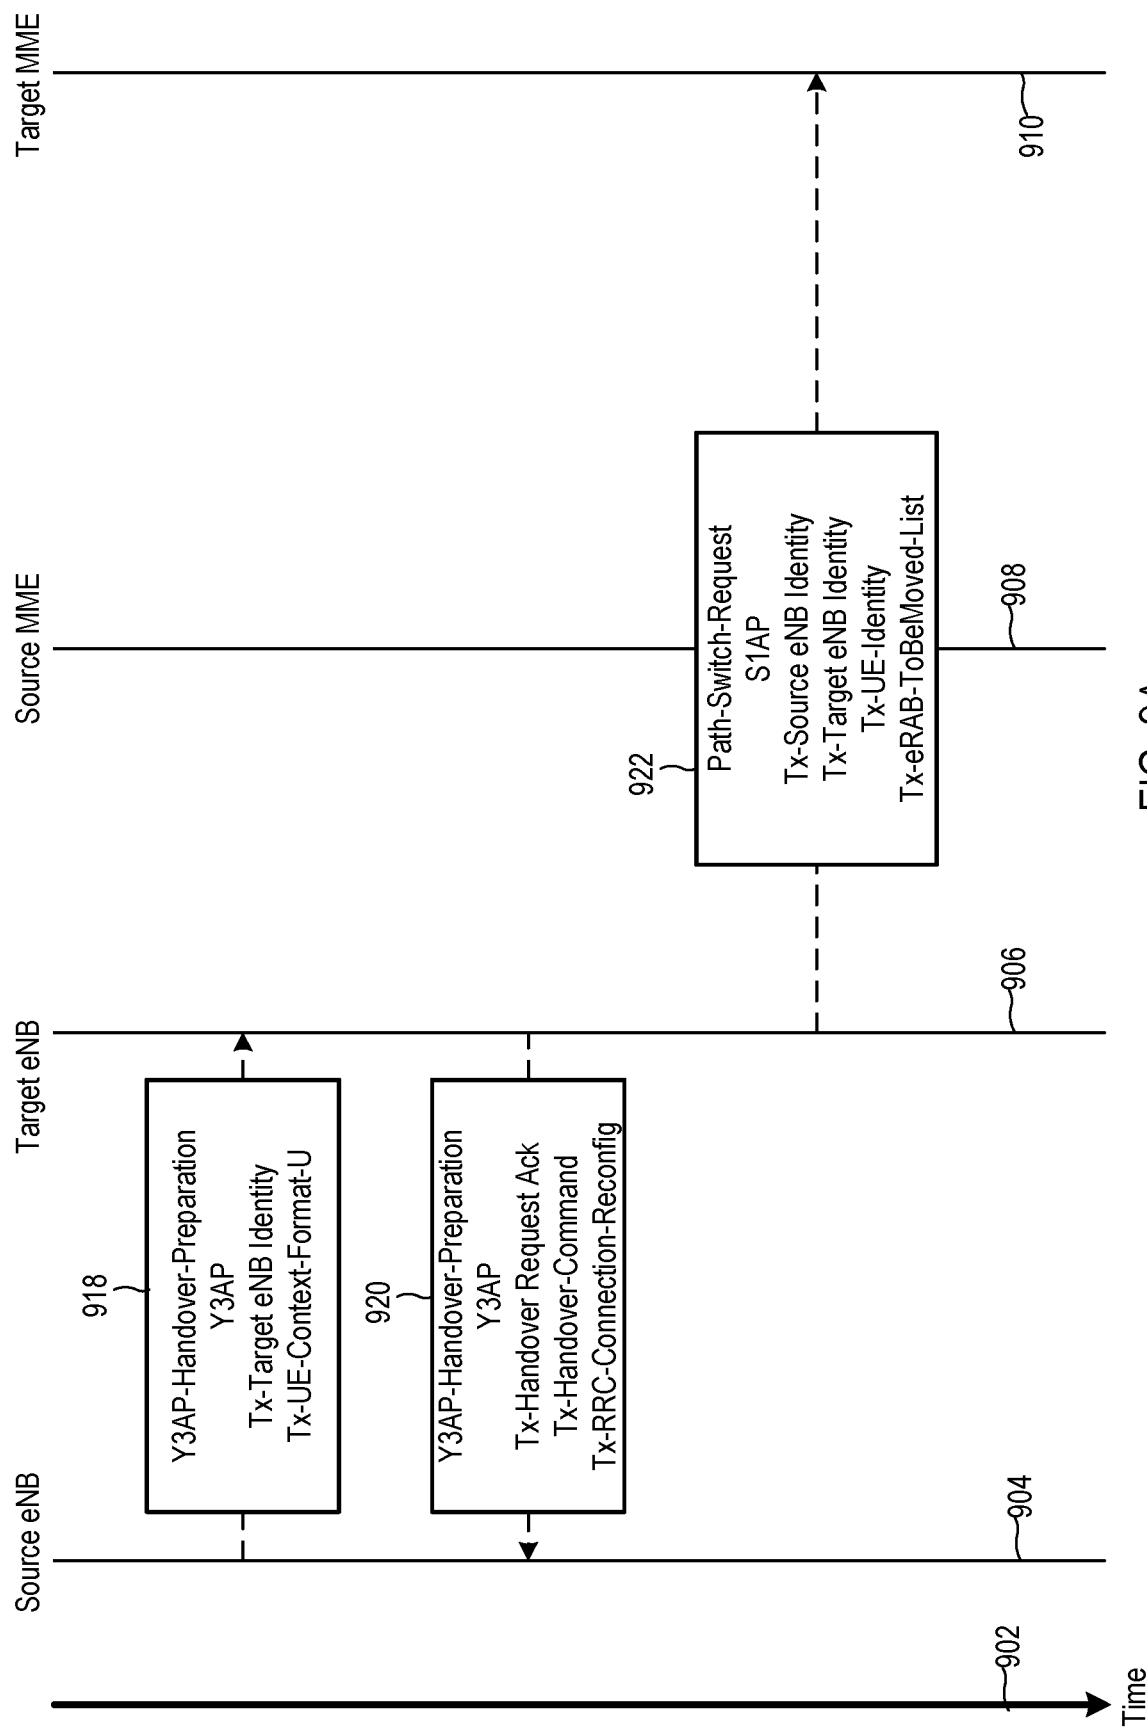 Source eNB
Target eNB
Source MME
Target MME
918
Y3AP-Handover-Preparation
Y3AP
Tx-Target eNB Identity
Tx-UE-Context-Format-U
920
Y3AP-Handover-Preparation
Y3AP
Tx-Handover Request Ack
Tx-Handover-Command
Tx-RRC-Connection-Reconfig
922
Path-Switch-Request
S1AP
Tx-Source eNB Identity
Tx-Target eNB Identity
Tx-UE-Identity
Tx-eRAB-ToBeMoved-List
902
904
906
908
910
Time
FIG. 9A